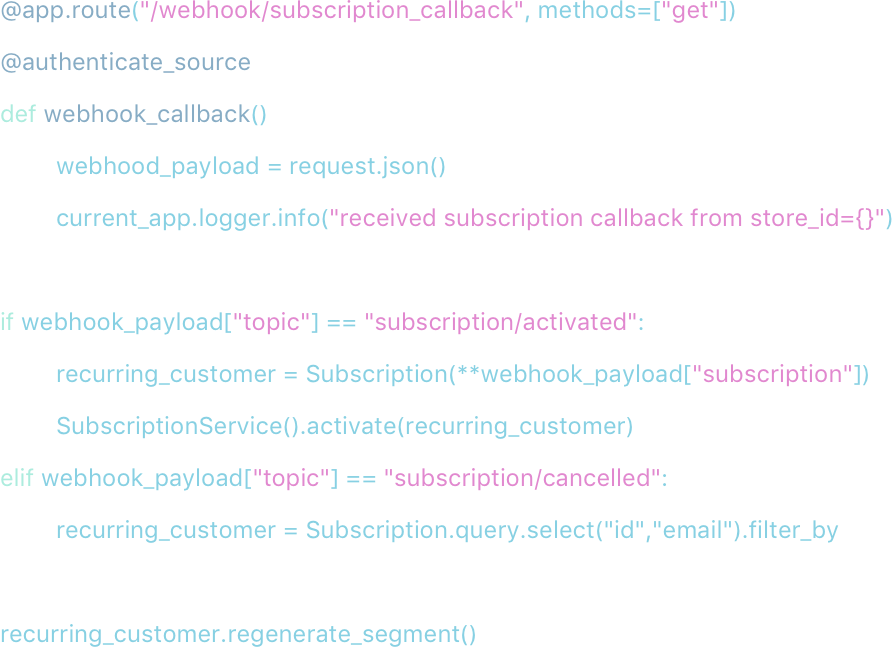 @app.route("/webhook/subscription_callback", methods=["get"])
@authenticate_source
def webhook_callback()
webhood_payload = request.json()
current_app.logger.info("received subscription callback from store_id={}")
if webhook_payload["topic"] == "subscription/activated":
recurring_customer = Subscription(**webhook_payload["subscription"])
SubscriptionService().activate(recurring_customer)
elif webhook_payload["topic"] == "subscription/cancelled":
recurring_customer = Subscription.query.select("id","email").filter_by
recurring_customer.regenerate_segment()